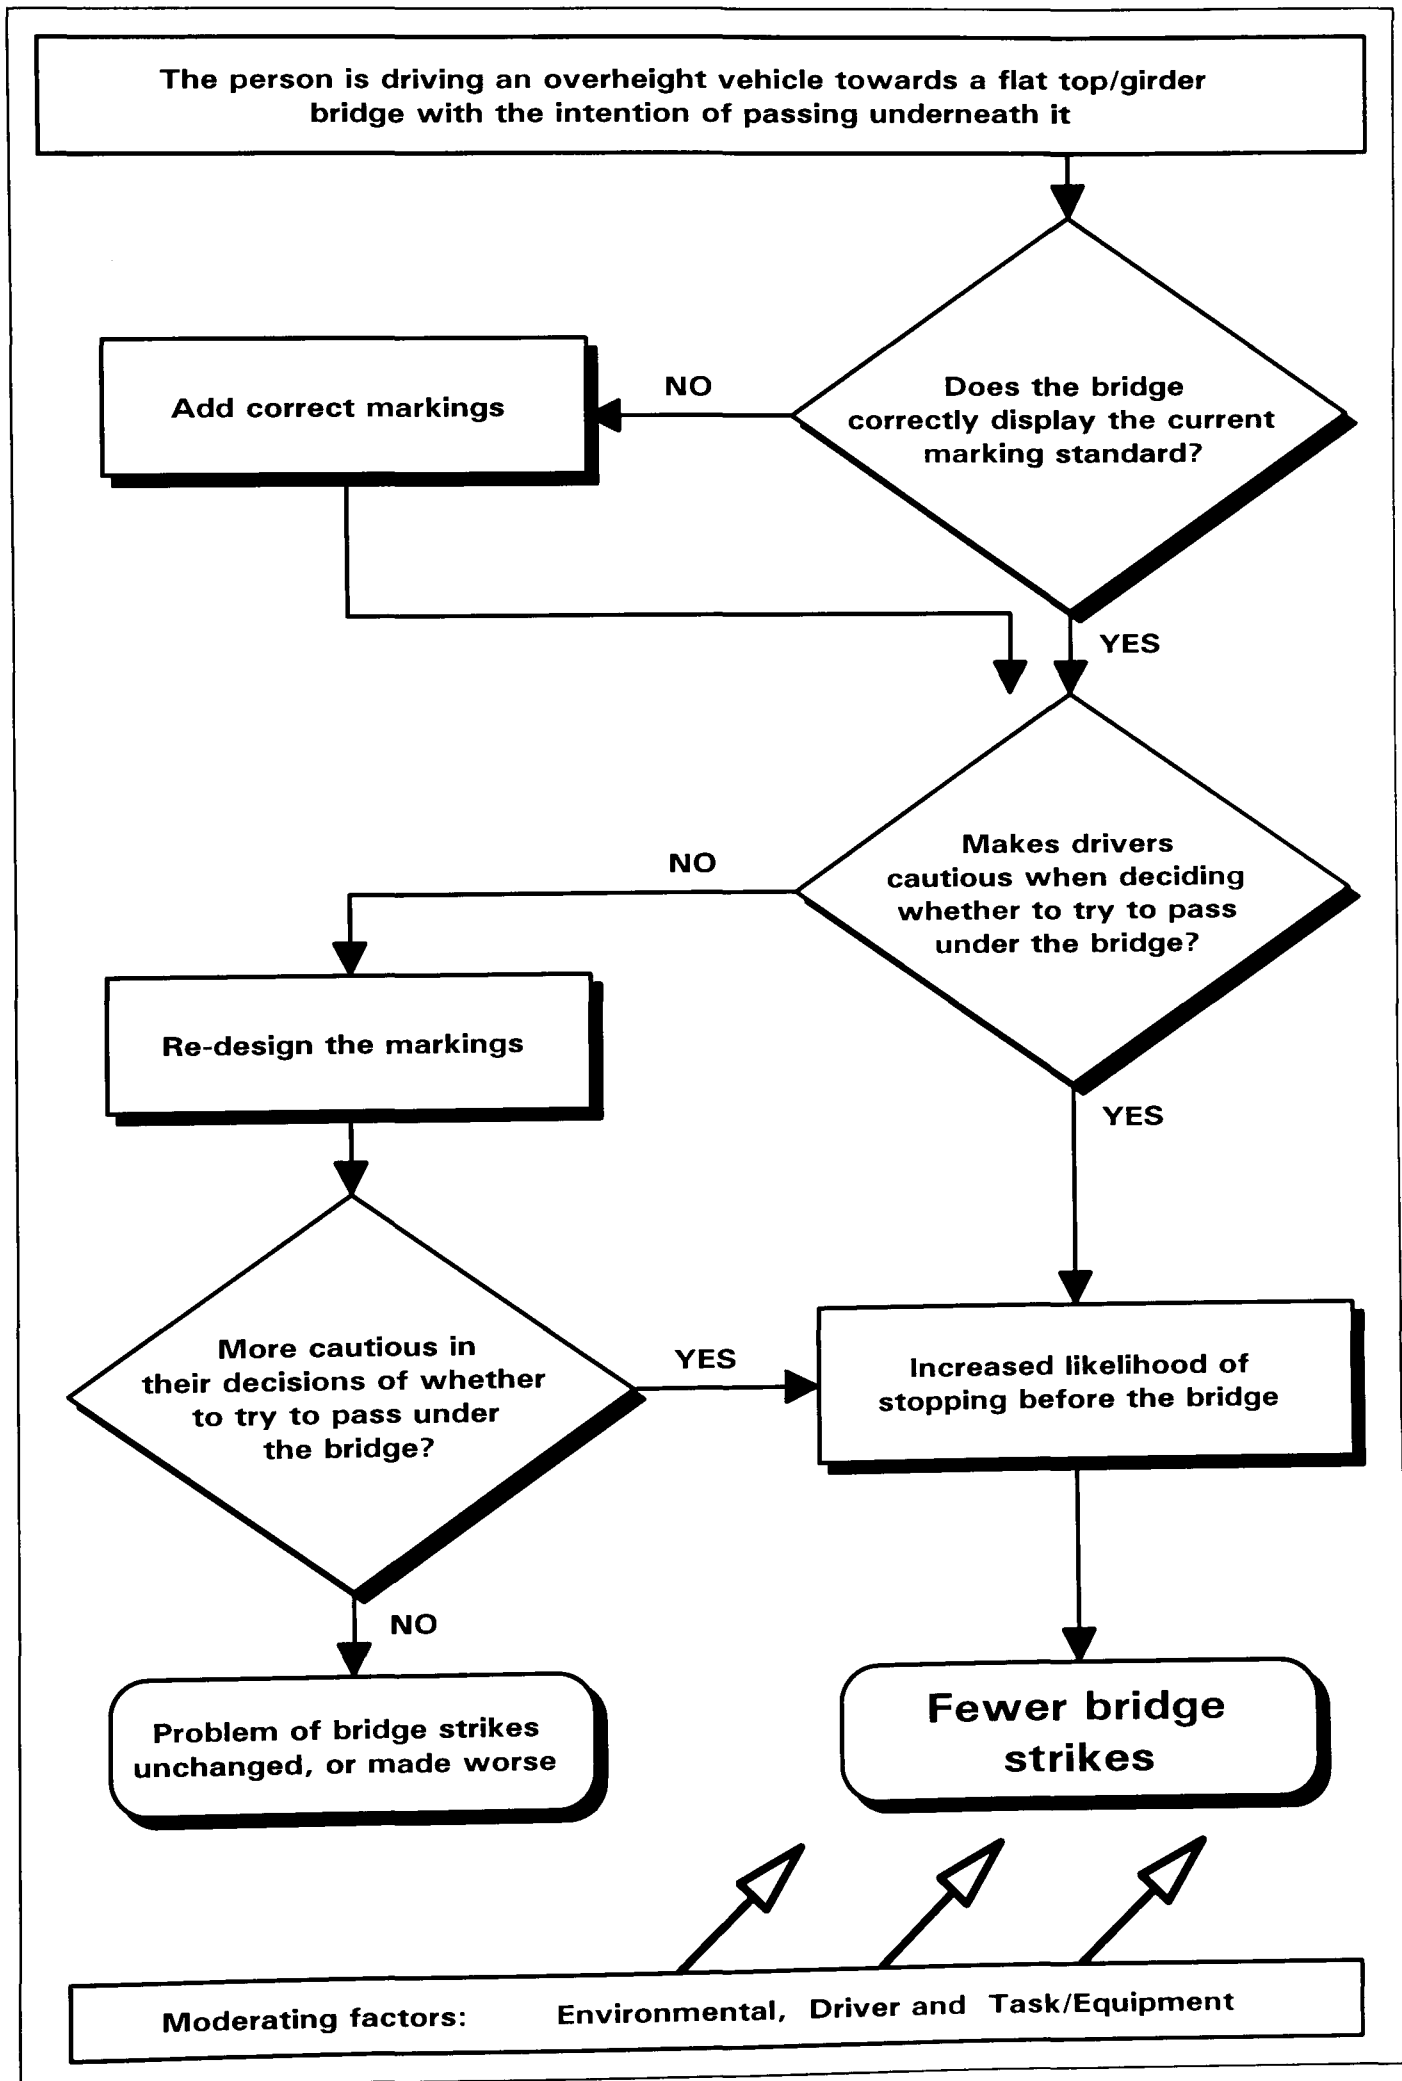 The person is driving an overheight vehicle towards a flat top/girder
bridge with the intention of passing underneath it
Does the bridge
correctly display the current
marking standard?
NO
Add correct markings
YES
Makes drivers
cautious when deciding
whether to try to pass
under the bridge?
NO
Re-design the markings
YES
More cautious in
their decisions of whether
to try to pass under
the bridge?
YES
Increased likelihood of
stopping before the bridge
NO
Problem of bridge strikes
unchanged, or made worse
Fewer bridge
strikes
Moderating factors: Environmental, Driver and Task/Equipment